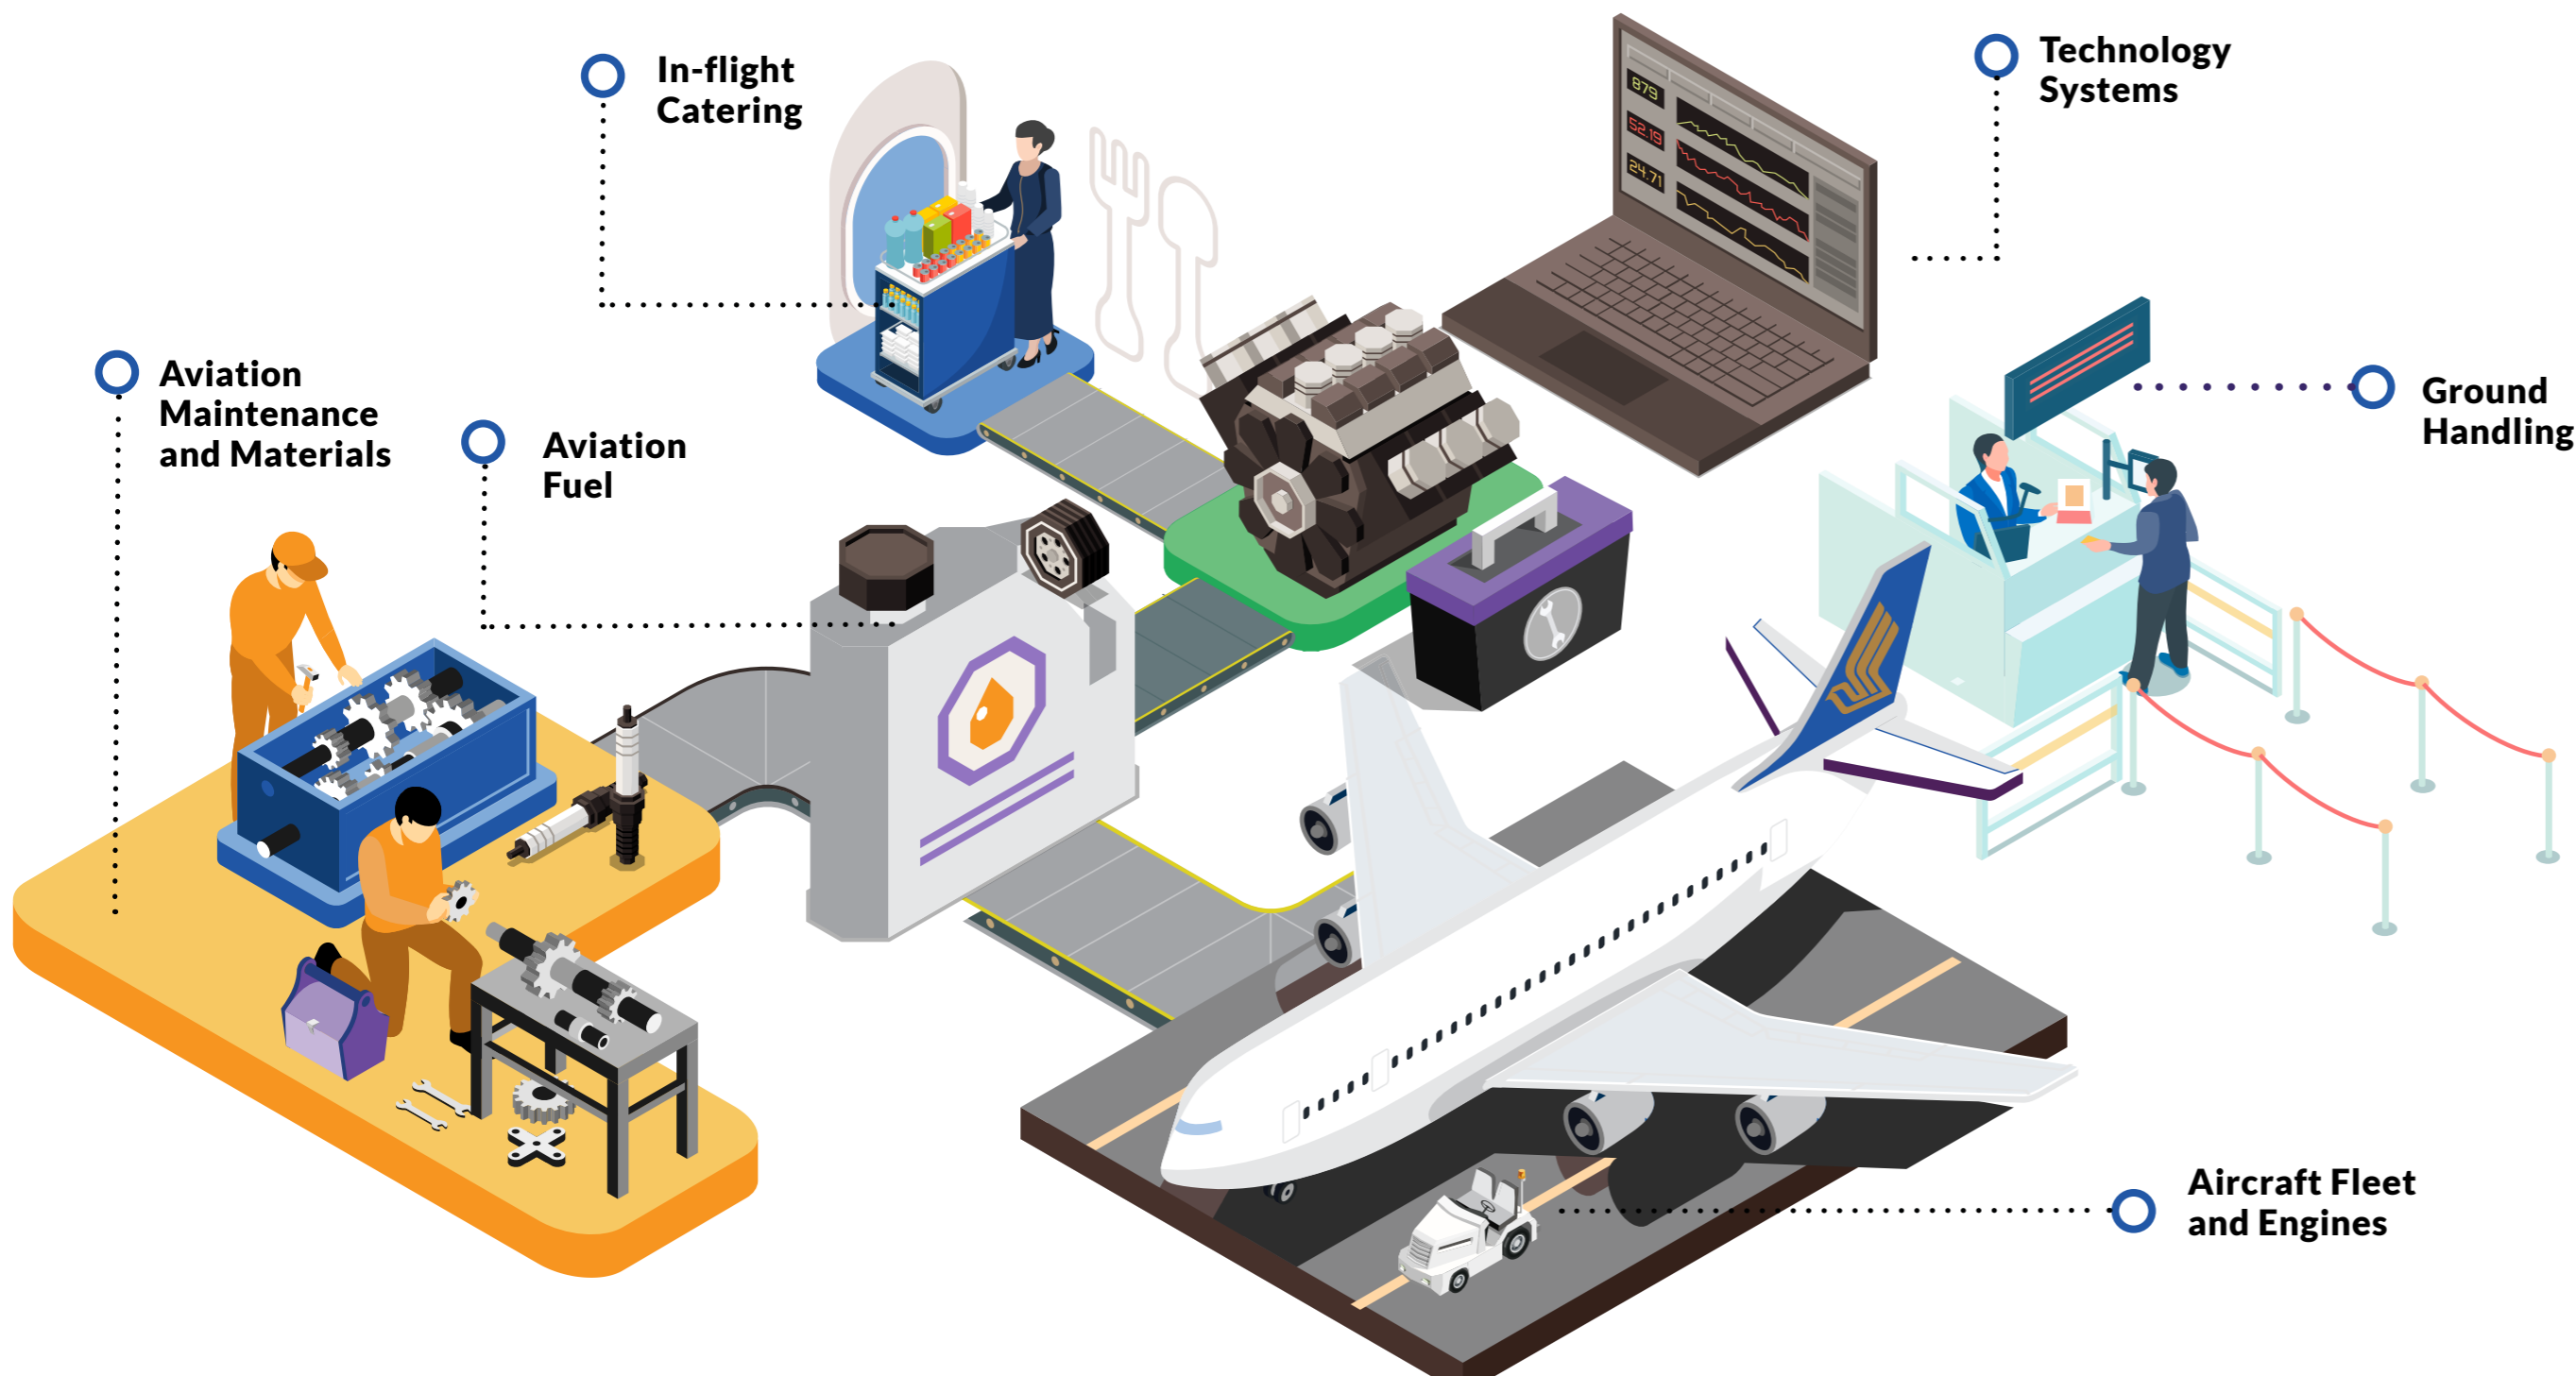 In-flight
Catering
Technology
Systems
879
52.19
24.71
Aviation
Maintenance
and Materials
Aviation
Fuel
Ground
Handling
Aircraft Fleet
and Engines